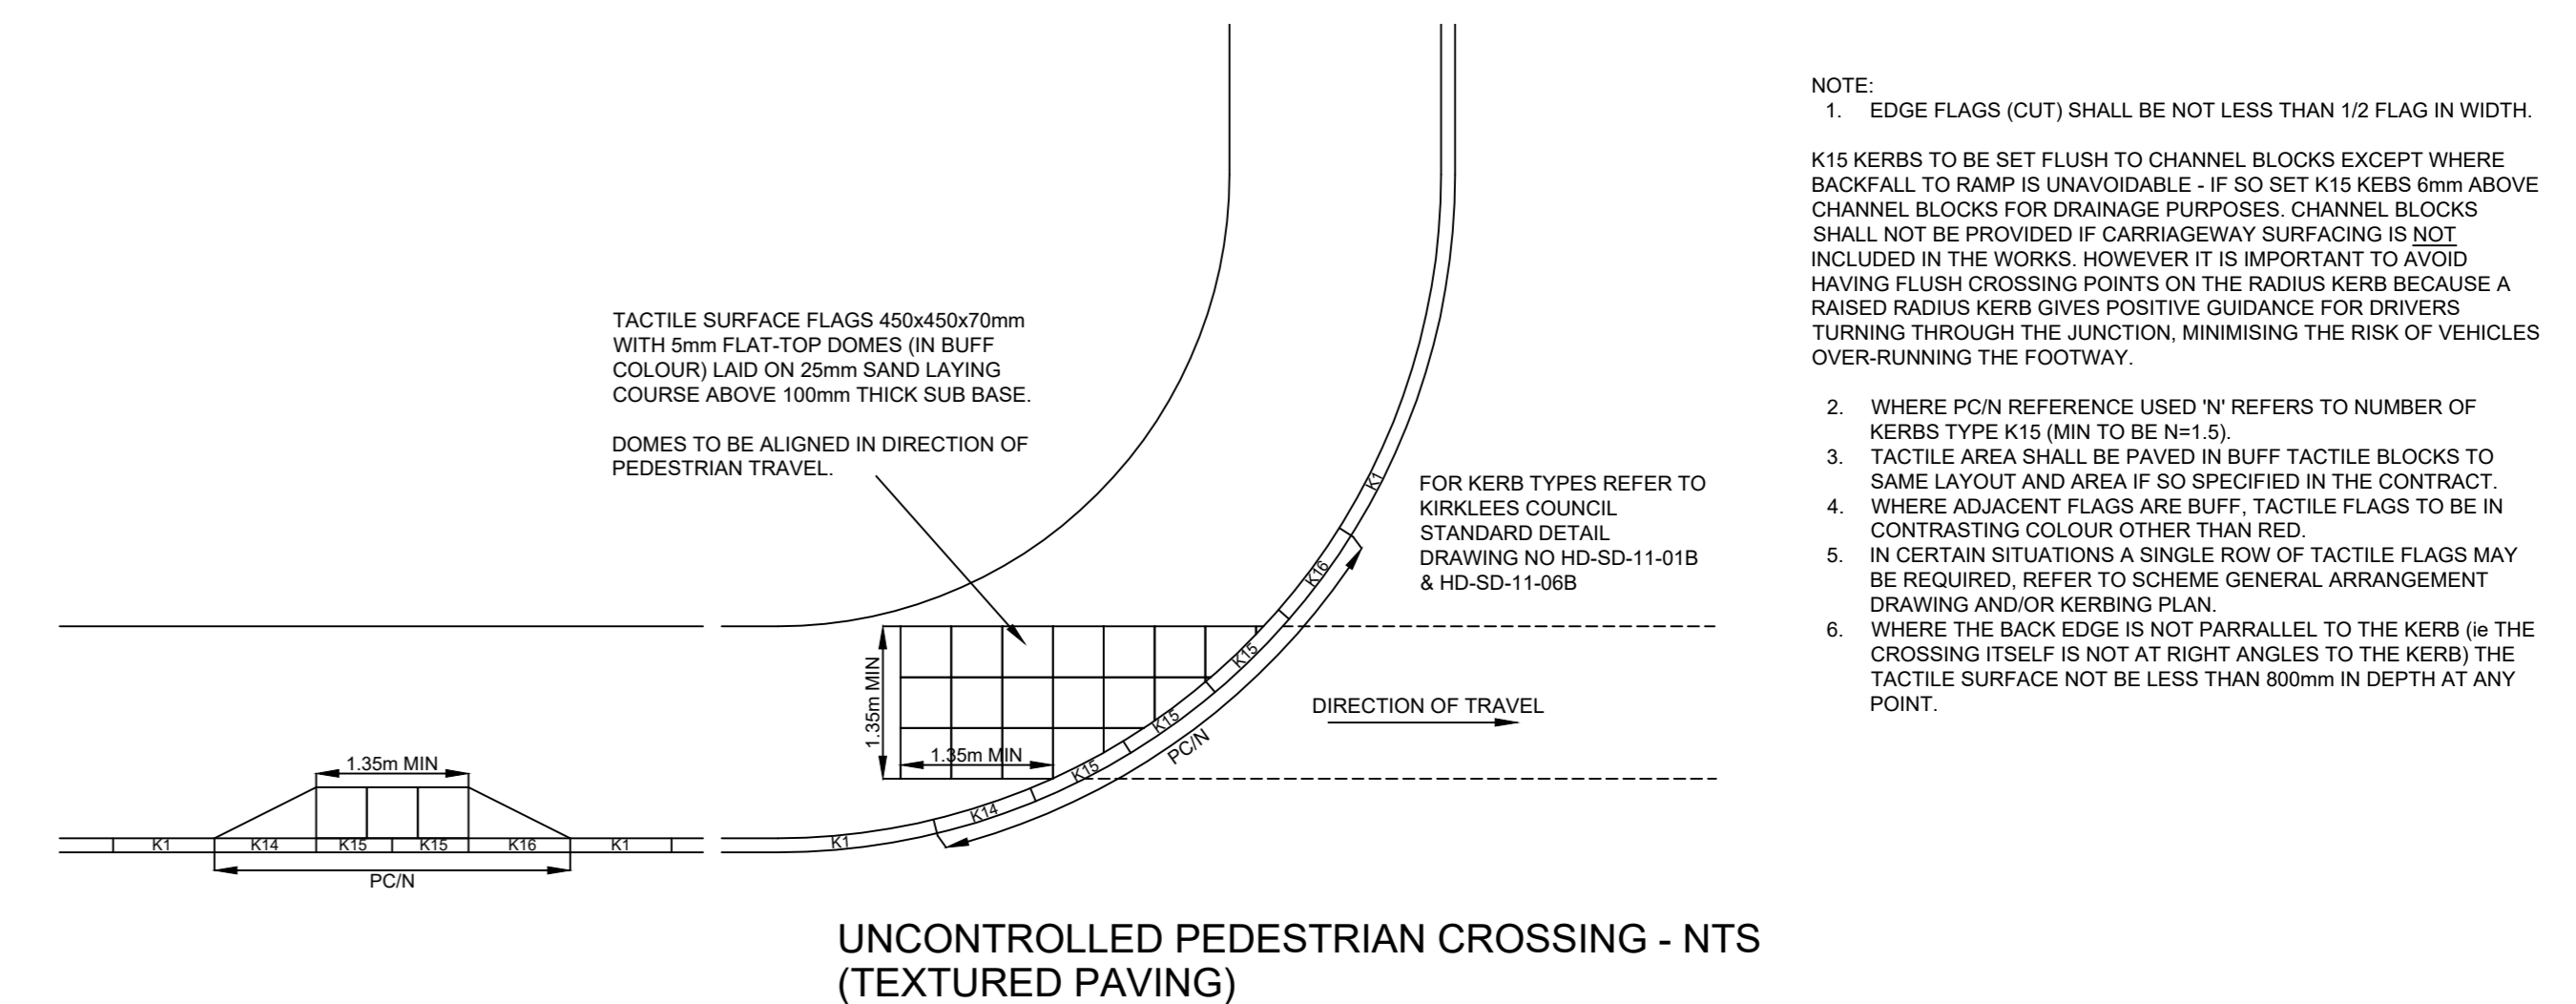 NOTE:
1. EDGE FLAGS (CUT) SHALL BE NOT LESS THAN 1/2 FLAG IN WIDTH.
K15 KERBS TO BE SET FLUSH TO CHANNEL BLOCKS EXCEPT WHERE
BACKFALL TO RAMP IS UNAVOIDABLE - IF SO SET K15 KEBS 6mm ABOVE
CHANNEL BLOCKS FOR DRAINAGE PURPOSES. CHANNEL BLOCKS
SHALL NOT BE PROVIDED IF CARRIAGEWAY SURFACING IS NOT
INCLUDED IN THE WORKS. HOWEVER IT IS IMPORTANT TO AVOID
HAVING FLUSH CROSSING POINTS ON THE RADIUS KERB BECAUSE A
RAISED RADIUS KERB GIVES POSITIVE GUIDANCE FOR DRIVERS
TURNING THROUGH THE JUNCTION, MINIMISING THE RISK OF VEHICLES
OVER-RUNNING THE FOOTWAY.
2. WHERE PC/N REFERENCE USED 'N' REFERS TO NUMBER OF
KERBS TYPE K15 (MIN TO BE N=1.5).
3. TACTILE AREA SHALL BE PAVED IN BUFF TACTILE BLOCKS TO
SAME LAYOUT AND AREA IF SO SPECIFIED IN THE CONTRACT.
4. WHERE ADJACENT FLAGS ARE BUFF, TACTILE FLAGS TO BE IN
CONTRASTING COLOUR OTHER THAN RED.
5. IN CERTAIN SITUATIONS A SINGLE ROW OF TACTILE FLAGS MAY
BE REQUIRED, REFER TO SCHEME GENERAL ARRANGEMENT
DRAWING AND/OR KERBING PLAN.
6. WHERE THE BACK EDGE IS NOT PARRALLEL TO THE KERB (ie THE
CROSSING ITSELF IS NOT AT RIGHT ANGLES TO THE KERB) THE
TACTILE SURFACE NOT BE LESS THAN 800mm IN DEPTH AT ANY
POINT.
TACTILE SURFACE FLAGS 450x450x70mm
WITH 5mm FLAT-TOP DOMES (IN BUFF
COLOUR) LAID ON 25mm SAND LAYING
COURSE ABOVE 100mm THICK SUB BASE.
DOMES TO BE ALIGNED IN DIRECTION OF
PEDESTRIAN TRAVEL.
FOR KERB TYPES REFER TO
KIRKLEES COUNCIL
STANDARD DETAIL
DRAWING NO HD-SD-11-01B
& HD-SD-11-06B
K1
K16
K15
K15
K15
K14
K1
PC/N
DIRECTION OF TRAVEL
1.35m MIN
1.35m MIN
1.35m MIN
K1
K14
K15
K15
K16
K1
PC/N
UNCONTROLLED PEDESTRIAN CROSSING - NTS
(TEXTURED PAVING)